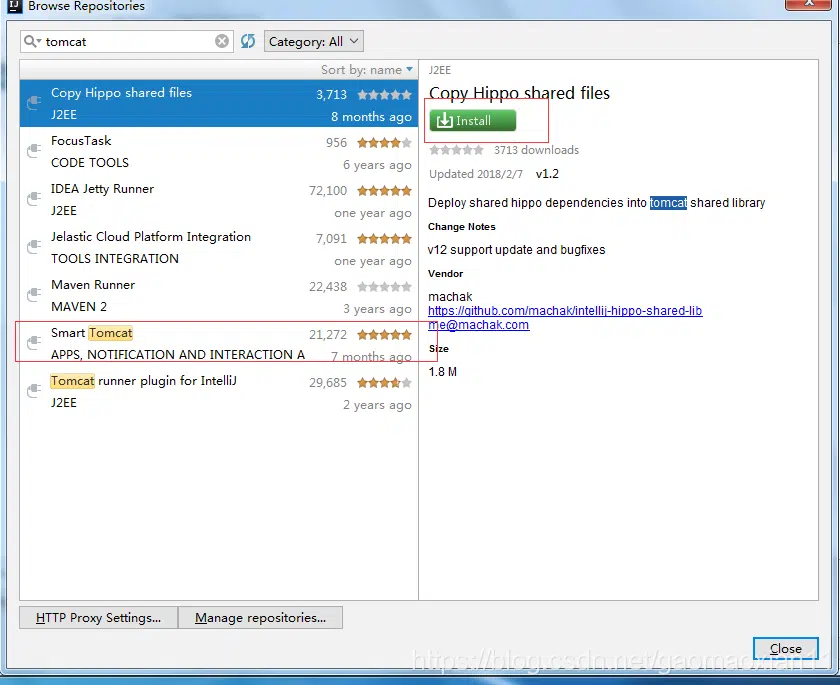 Browse Repositories
tomcat
Category: All
Sort by: name
Copy Hippo shared files 3,713
J2EE 8 months ago
FocusTask 956
CODE TOOLS 6 years ago
IDEA Jetty Runner 72,100
J2EE one year ago
Jelastic Cloud Platform Integration 7,091
TOOLS INTEGRATION one year ago
Maven Runner 22,438
MAVEN 2 3 years ago
Smart Tomcat 21,272
APPS, NOTIFICATION AND INTERACTION A 7 months ago
Tomcat runner plugin for IntelliJ 29,685
J2EE 2 years ago
J2EE
Copy Hippo shared files
Install
3713 downloads
Updated 2018/2/7 v1.2
Deploy shared hippo dependencies into tomcat shared library
Change Notes
v12 support update and bugfixes
Vendor
machak
https://github.com/machak/intellij-hippo-shared-lib
me@machak.com
Size
1.8 M
HTTP Proxy Settings...
Manage repositories...
Close